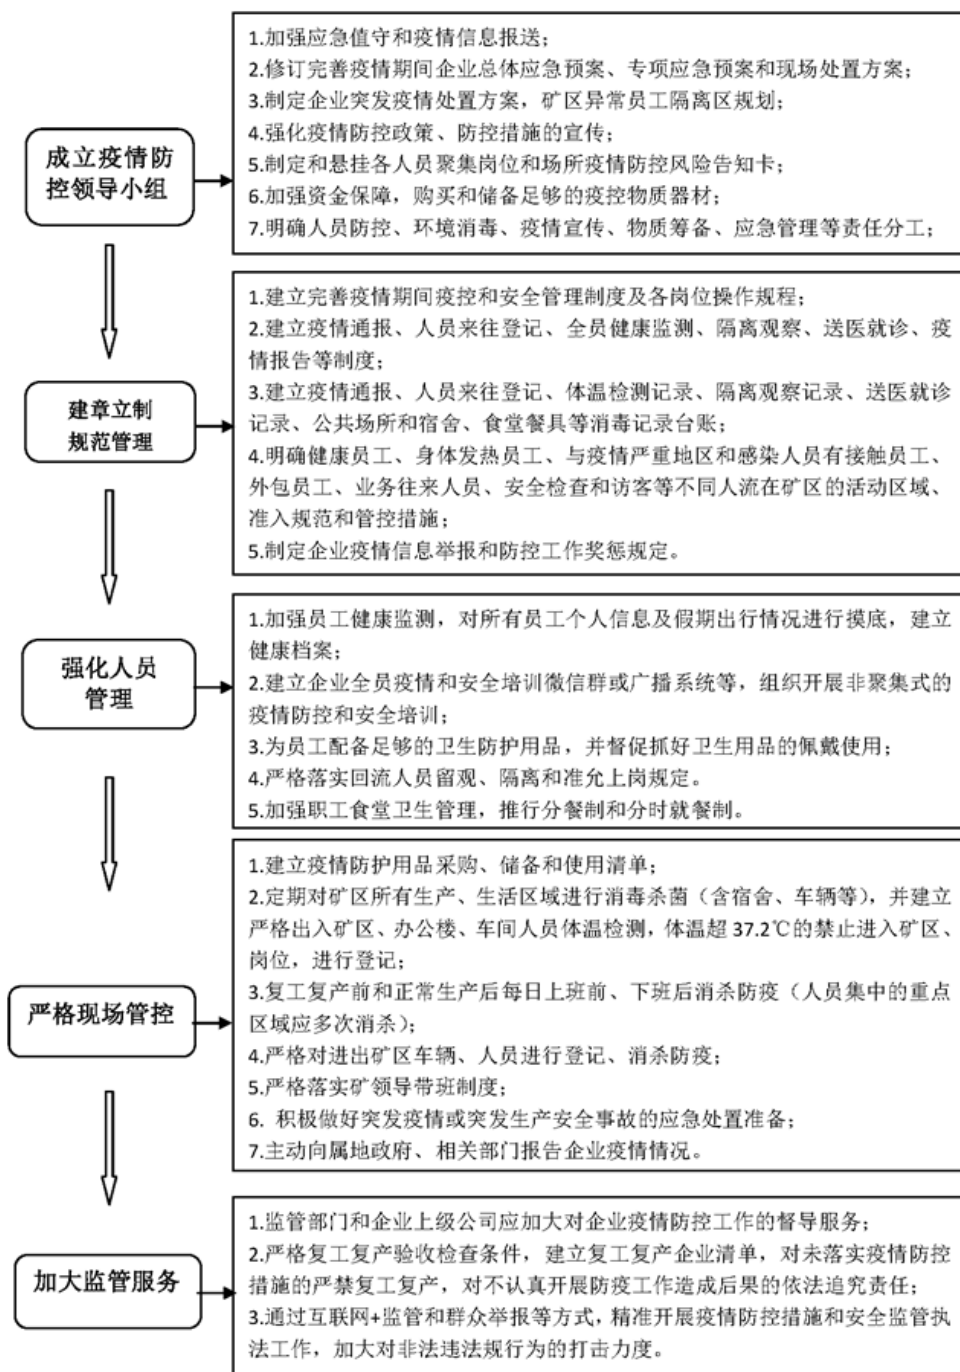 成立疫情防
控领导小组
1.加强应急值守和疫情信息报送；
2.修订完善疫情期间企业总体应急预案、专项应急预案和现场处置方案；
3.制定企业突发疫情处置方案，矿区异常员工隔离区规划；
4.强化疫情防控政策、防控措施的宣传；
5.制定和悬挂各人员聚集岗位和场所疫情防控风险告知卡；
6.加强资金保障，购买和储备足够的疫控物质器材；
7.明确人员防控、环境消毒、疫情宣传、物质筹备、应急管理等责任分工；
建章立制
规范管理
1.建立完善疫情期间疫控和安全管理制度及各岗位操作规程；
2.建立疫情通报、人员来往登记、全员健康监测、隔离观察、送医就诊、疫
情报告等制度；
3.建立疫情通报、人员来往登记、体温检测记录、隔离观察记录、送医就诊
记录、公共场所和宿舍、食堂餐具等消毒记录台账；
4.明确健康员工、身体发热员工、与疫情严重地区和感染人员有接触员工、
外包员工、业务往来人员、安全检查和访客等不同人流在矿区的活动区域、
准入规范和管控措施；
5.制定企业疫情信息举报和防控工作奖惩规定。
强化人员
管理
1.加强员工健康监测，对所有员工个人信息及假期出行情况进行摸底，建立
健康档案；
2.建立企业全员疫情和安全培训微信群或广播系统等，组织开展非聚集式的
疫情防控和安全培训；
3.为员工配备足够的卫生防护用品，并督促抓好卫生用品的佩戴使用；
4.严格落实回流人员留观、隔离和准允上岗规定。
5.加强职工食堂卫生管理，推行分餐制和分时就餐制。
严格现场管控
1.建立疫情防护用品采购、储备和使用清单；
2.定期对矿区所有生产、生活区域进行消毒杀菌（含宿舍、车辆等），并建立
严格出入矿区、办公楼、车间人员体温检测，体温超 37.2℃的禁止进入矿区、
岗位，进行登记；
3.复工复产前和正常生产后每日上班前、下班后消杀防疫（人员集中的重点
区域应多次消杀）；
4.严格对进出矿区车辆、人员进行登记、消杀防疫；
5.严格落实矿领导带班制度；
6. 积极做好突发疫情或突发生产安全事故的应急处置准备；
7.主动向属地政府、相关部门报告企业疫情情况。
加大监管服务
1.监管部门和企业上级公司应加大对企业疫情防控工作的督导服务；
2.严格复工复产验收检查条件，建立复工复产企业清单，对未落实疫情防控
措施的严禁复工复产，对不认真开展防疫工作造成后果的依法追究责任；
3.通过互联网+监管和群众举报等方式，精准开展疫情防控措施和安全监管执
法工作，加大对非法违法规行为的打击力度。